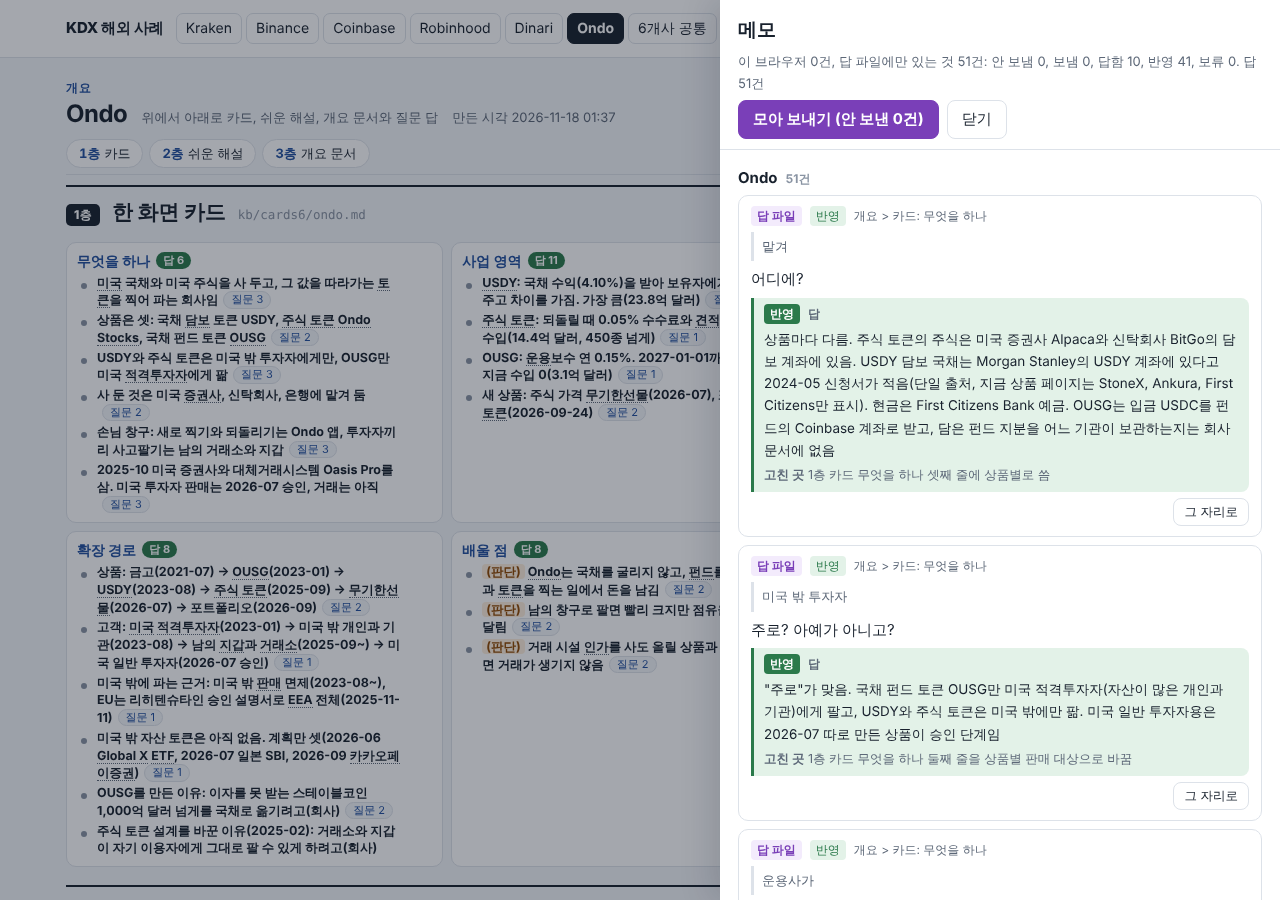 KDX 해외 사례 Kraken Binance Coinbase Robinhood Dinari Ondo 6개사 공통
개요
Ondo 위에서 아래로 카드, 쉬운 해설, 개요 문서와 질문 답 만든 시각 2026-11-18 01:37
1층 카드 2층 쉬운 해설 3층 개요 문서
1층 한 화면 카드 kb/cards6/ondo.md
무엇을 하나 답 6
미국 국채와 미국 주식을 사 두고, 그 값을 따라가는 토
큰을 찍어 파는 회사임 질문 3
상품은 셋: 국채 담보 토큰 USDY, 주식 토큰 Ondo
Stocks, 국채 펀드 토큰 OUSG 질문 2
USDY와 주식 토큰은 미국 밖 투자자에게만, OUSG만
미국 적격투자자에게 팖 질문 3
사 둔 것은 미국 증권사, 신탁회사, 은행에 맡겨 둠
질문 2
손님 창구: 새로 찍기와 되돌리기는 Ondo 앱, 투자자끼
리 사고팔기는 남의 거래소와 지갑 질문 3
2025-10 미국 증권사와 대체거래시스템 Oasis Pro를
삼. 미국 투자자 판매는 2026-07 승인, 거래는 아직
질문 3
사업 영역 답 11
USDY: 국채 수익(4.10%)을 받아 보유자에
주고 차이를 가짐. 가장 큼(23.8억 달러)
주식 토큰: 되돌릴 때 0.05% 수수료와 견적
수입(14.4억 달러, 450종 넘게) 질문 1
OUSG: 운용보수 연 0.15%. 2027-01-01까
지금 수입 0(3.1억 달러) 질문 1
새 상품: 주식 가격 무기한선물(2026-07),
토큰(2026-09-24) 질문 2
확장 경로 답 8
상품: 금고(2021-07) → OUSG(2023-01) →
USDY(2023-08) → 주식 토큰(2025-09) → 무기한선
물(2026-07) → 포트폴리오(2026-09) 질문 2
고객: 미국 적격투자자(2023-01) → 미국 밖 개인과 기
관(2023-08) → 남의 지갑과 거래소(2025-09~) → 미
국 일반 투자자(2026-07 승인) 질문 1
미국 밖에 파는 근거: 미국 밖 판매 면제(2023-08~),
EU는 리히텐슈타인 승인 설명서로 EEA 전체(2025-11-
11) 질문 1
미국 밖 자산 토큰은 아직 없음. 계획만 셋(2026-06
Global X ETF, 2026-07 일본 SBI, 2026-09 카카오페
이증권) 질문 1
OUSG를 만든 이유: 이자를 못 받는 스테이블코인
1,000억 달러 넘게를 국채로 옮기려고(회사) 질문 2
주식 토큰 설계를 바꾼 이유(2025-02): 거래소와 지갑
이 자기 이용자에게 그대로 팔 수 있게 하려고(회사)
배울 점 답 8
(판단) Ondo는 국채를 굴리지 않고, 펀드를
과 토큰을 찍는 일에서 돈을 남김 질문 2
(판단) 남의 창구로 팔면 빨리 크지만 점유
달림 질문 2
(판단) 거래 시설 인가를 사도 올릴 상품과
면 거래가 생기지 않음 질문 2
메모
이 브라우저 0건, 답 파일에만 있는 것 51건: 안 보냄 0, 보냄 0, 답함 10, 반영 41, 보류 0. 답
51건
모아 보내기 (안 보낸 0건) 닫기
Ondo 51건
답 파일 반영 개요 > 카드: 무엇을 하나
맡겨
어디에?
반영 답
상품마다 다름. 주식 토큰의 주식은 미국 증권사 Alpaca와 신탁회사 BitGo의 담
보 계좌에 있음. USDY 담보 국채는 Morgan Stanley의 USDY 계좌에 있다고
2024-05 신청서가 적음(단일 출처, 지금 상품 페이지는 StoneX, Ankura, First
Citizens만 표시). 현금은 First Citizens Bank 예금. OUSG는 입금 USDC를 펀
드의 Coinbase 계좌로 받고, 담은 펀드 지분을 어느 기관이 보관하는지는 회사
문서에 없음
고친 곳 1층 카드 무엇을 하나 셋째 줄에 상품별로 씀
그 자리로
답 파일 반영 개요 > 카드: 무엇을 하나
미국 밖 투자자
주로? 아예가 아니고?
반영 답
"주로"가 맞음. 국채 펀드 토큰 OUSG만 미국 적격투자자(자산이 많은 개인과
기관)에게 팔고, USDY와 주식 토큰은 미국 밖에만 팖. 미국 일반 투자자용은
2026-07 따로 만든 상품이 승인 단계임
고친 곳 1층 카드 무엇을 하나 둘째 줄을 상품별 판매 대상으로 바꿈
그 자리로
답 파일 반영 개요 > 카드: 무엇을 하나
운용사가